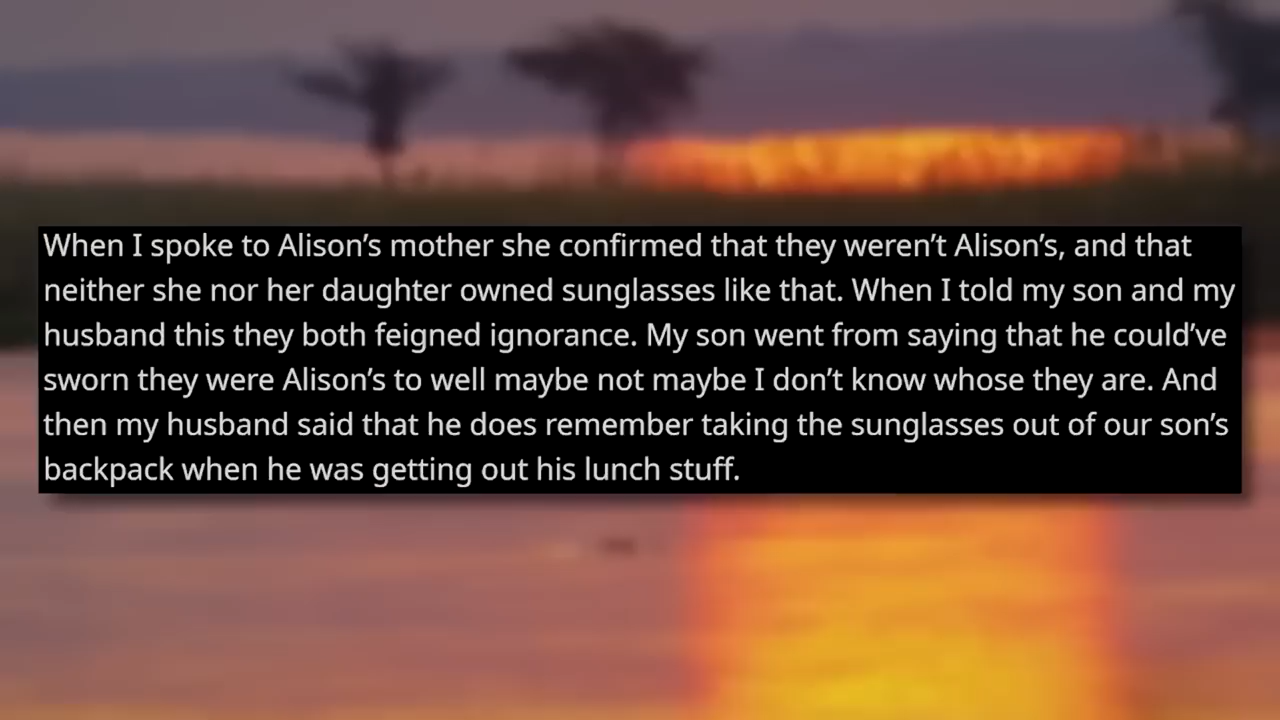 When I spoke to Alison’s mother she confirmed that they weren’t Alison’s, and that
neither she nor her daughter owned sunglasses like that. When I told my son and my
husband this they both feigned ignorance. My son went from saying that he could’ve
sworn they were Alison’s to well maybe not maybe I don’t know whose they are. And
then my husband said that he does remember taking the sunglasses out of our son’s
backpack when he was getting out his lunch stuff.